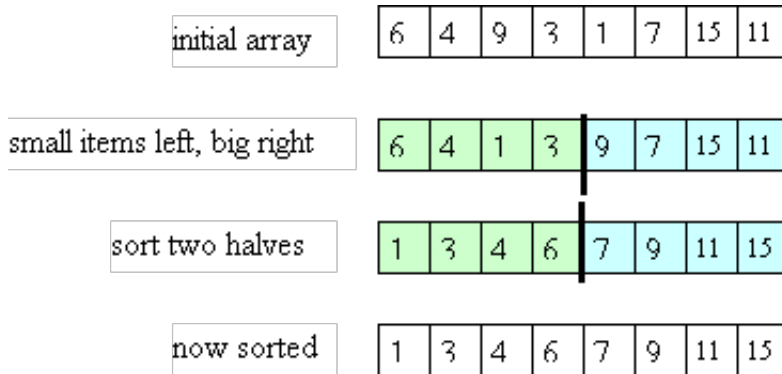 initial array 6 4 9 3 1 7 15 11
small items left, big right 6 4 1 3 9 7 15 11
sort two halves 1 3 4 6 7 9 11 15
now sorted 1 3 4 6 7 9 11 15